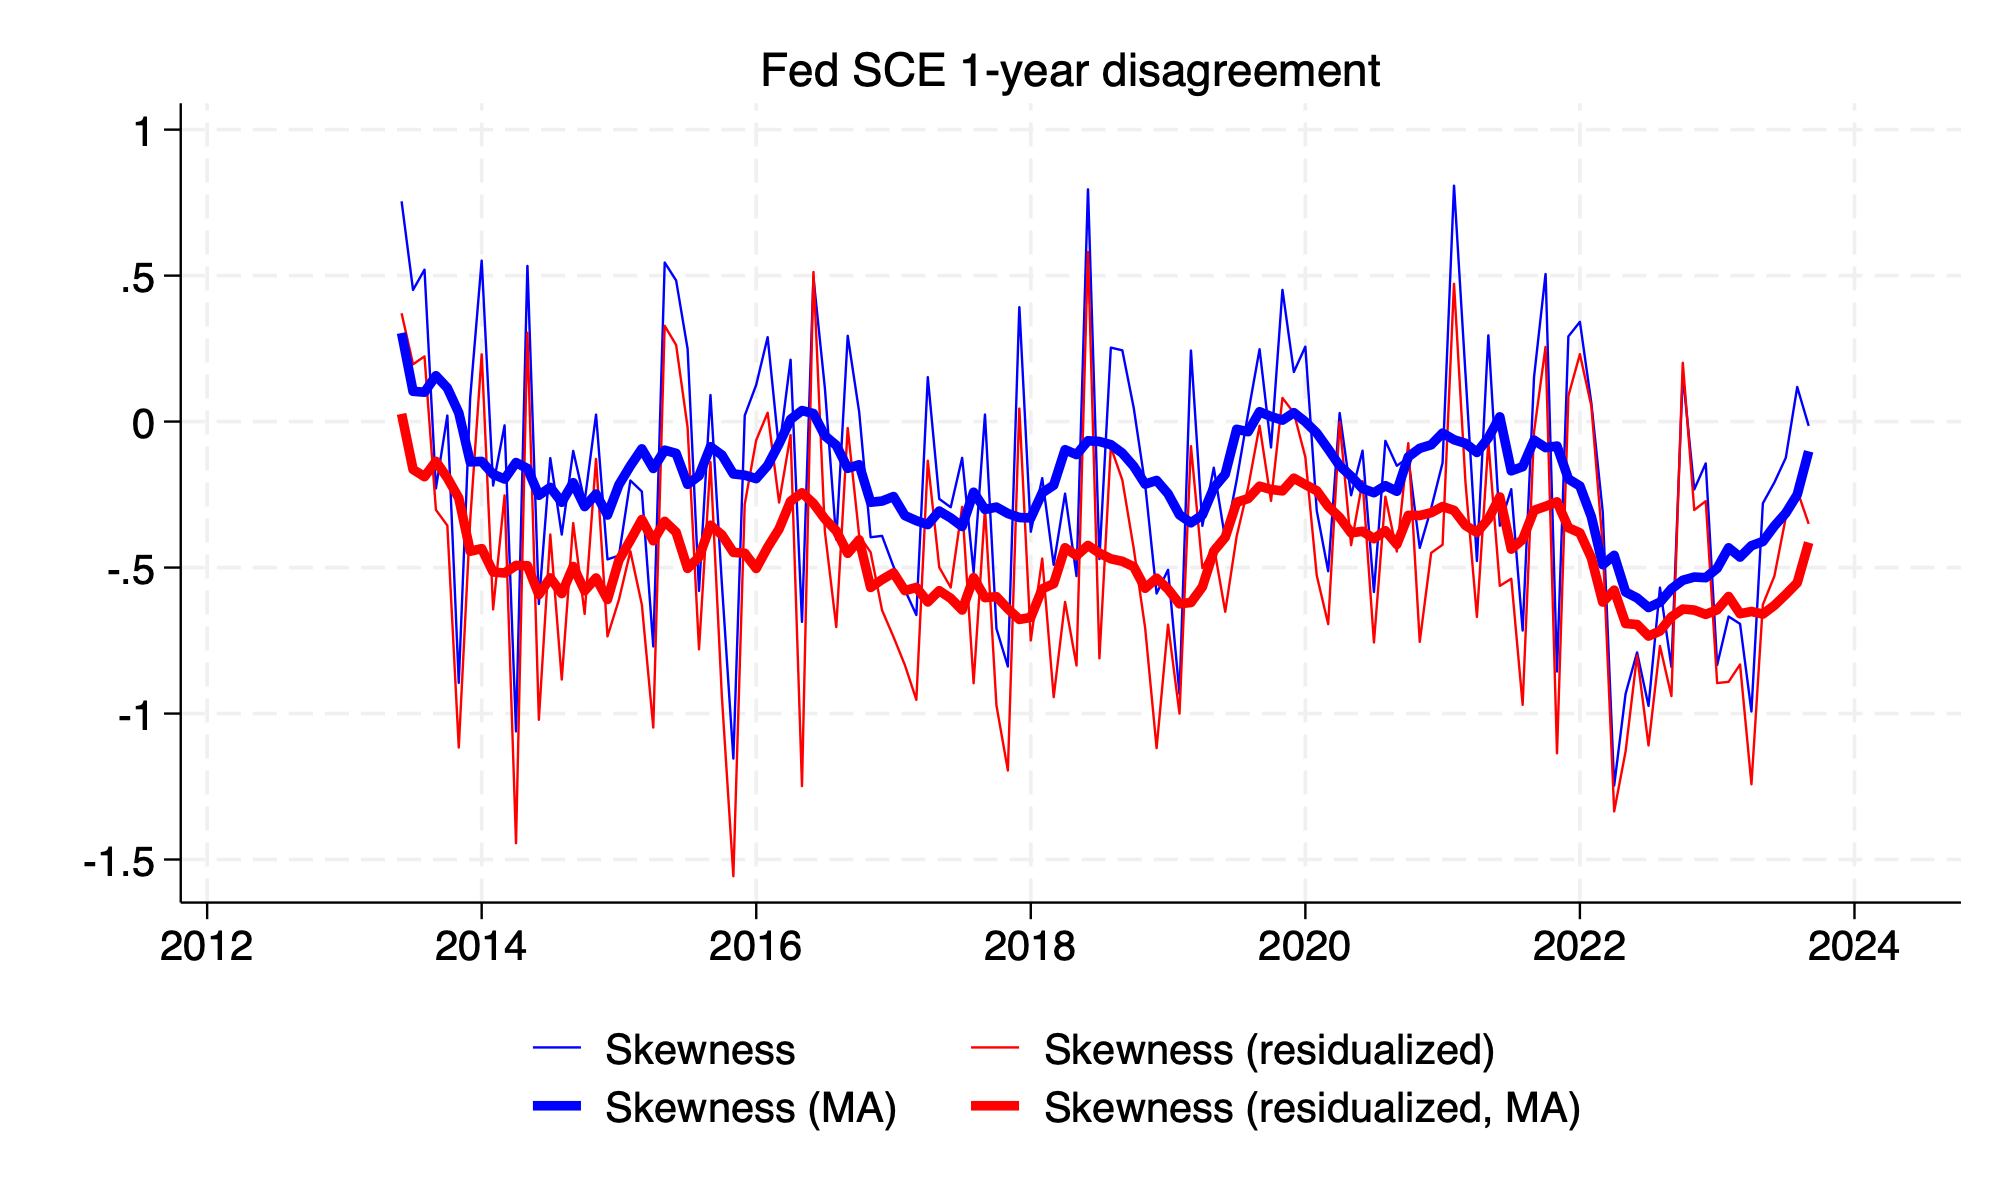 Fed SCE 1-year disagreement
1
.5
0
-.5
-1
-1.5
2012 2014 2016 2018 2020 2022 2024
Skewness Skewness (residualized)
Skewness (MA) Skewness (residualized, MA)